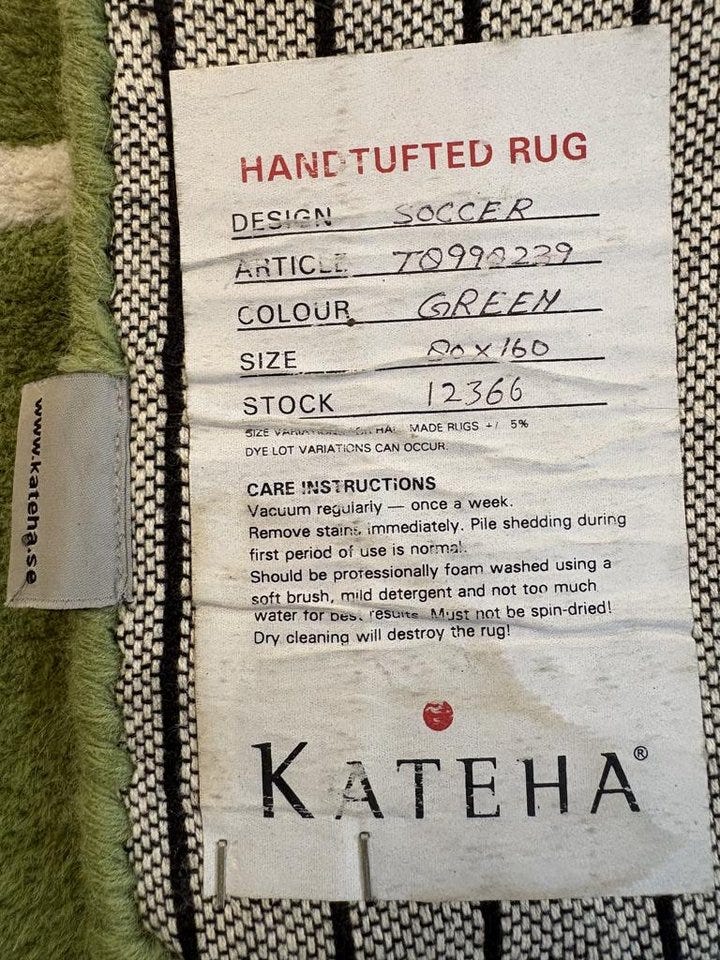 HANDTUFTED RUG
DESIGN SOCCER
ARTICLE
COLOUR GREEN
SIZE 80 x 160
STOCK 12366
SIZE VARIATIONS MADE RUGS +/ 5%
DYE LOT VARIATIONS CAN OCCUR.
CARE INSTRUCTIONS
Vacuum regularly — once a week.
Remove stains immediately. Pile shedding during
first period of use is normal.
Should be professionally foam washed using a
soft brush, mild detergent and not too much
water for best results. Must not be spin-dried!
Dry cleaning will destroy the rug!
KATEHA®
www.kateha.se